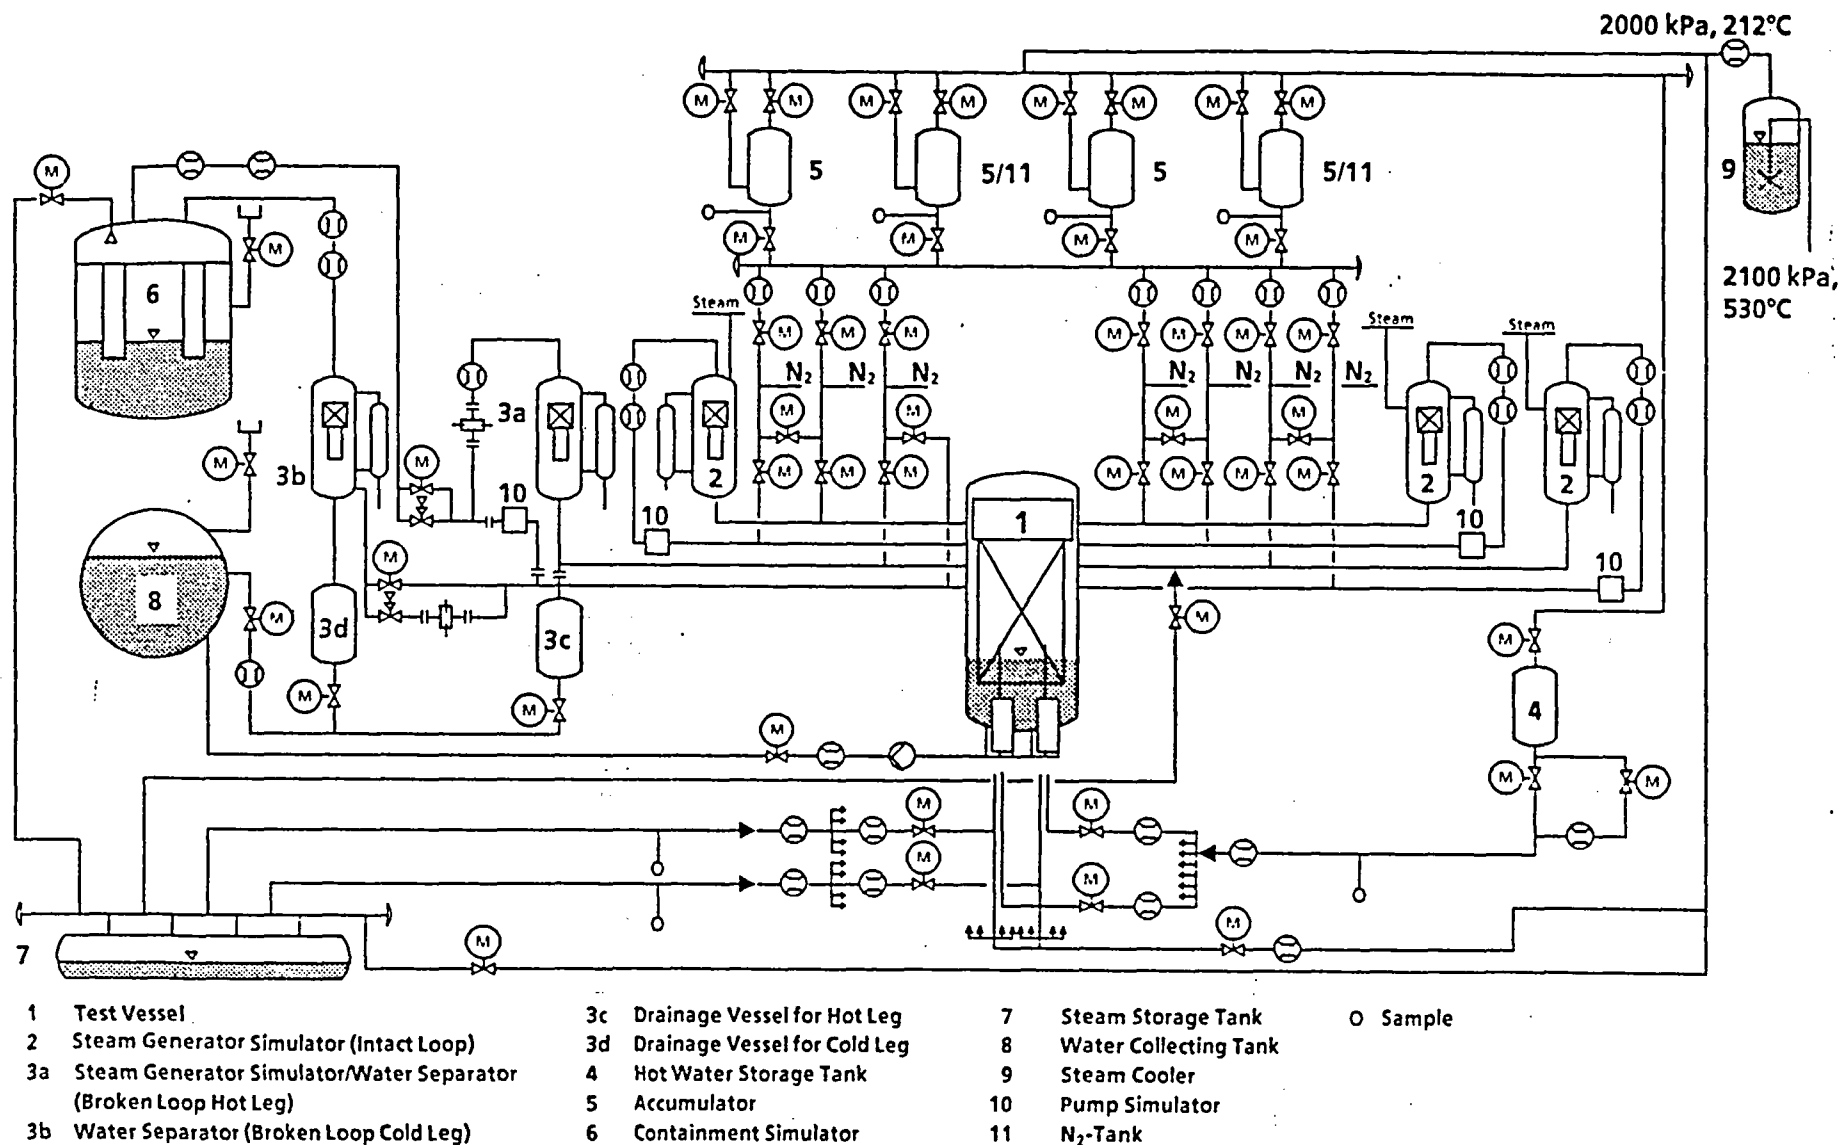 2000 kPa, 212°C
M M M M M M M M
5 5/11 5 5/11 9
M
M M M M
M
6
2100 kPa,
530°C
Steam
Steam Steam
M M M M M M M
N₂ N₂ N₂ N₂ N₂ N₂ N₂
3a
M M M M
2 2 2
3b
M M
M M M M M M M
10
10 10
1
M
10
8
M M
3d 3c
M M
M M
4
M
M M
M M
M M
7
M M
1 Test Vessel
2 Steam Generator Simulator (Intact Loop)
3a Steam Generator Simulator/Water Separator
(Broken Loop Hot Leg)
3b Water Separator (Broken Loop Cold Leg)
3c Drainage Vessel for Hot Leg
3d Drainage Vessel for Cold Leg
4 Hot Water Storage Tank
5 Accumulator
6 Containment Simulator
7 Steam Storage Tank
8 Water Collecting Tank
9 Steam Cooler
10 Pump Simulator
11 N₂-Tank
O Sample